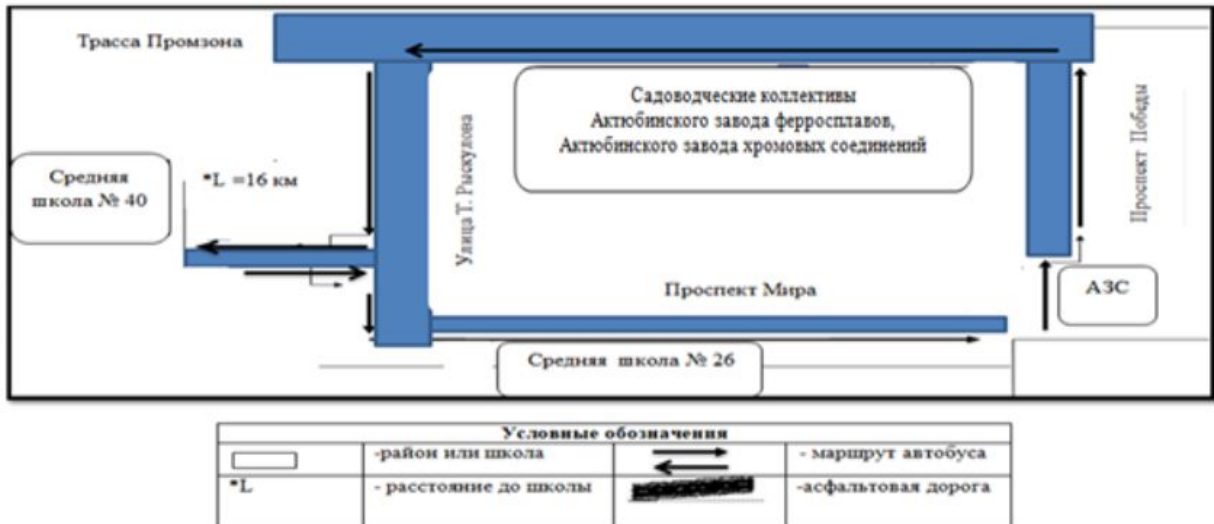 Трасса Промзона
Садоводческие коллективы
Актюбинского завода ферросплавов,
Актюбинского завода хромовых соединений
Проспект Победы
Средняя
школа № 40
*L =16 км
Улица Т. Рыскулова
Проспект Мира
АЗС
Средняя школа № 26
Условные обозначения
-район или школа
- маршрут автобуса
*L
- расстояние до школы
-асфальтовая дорога